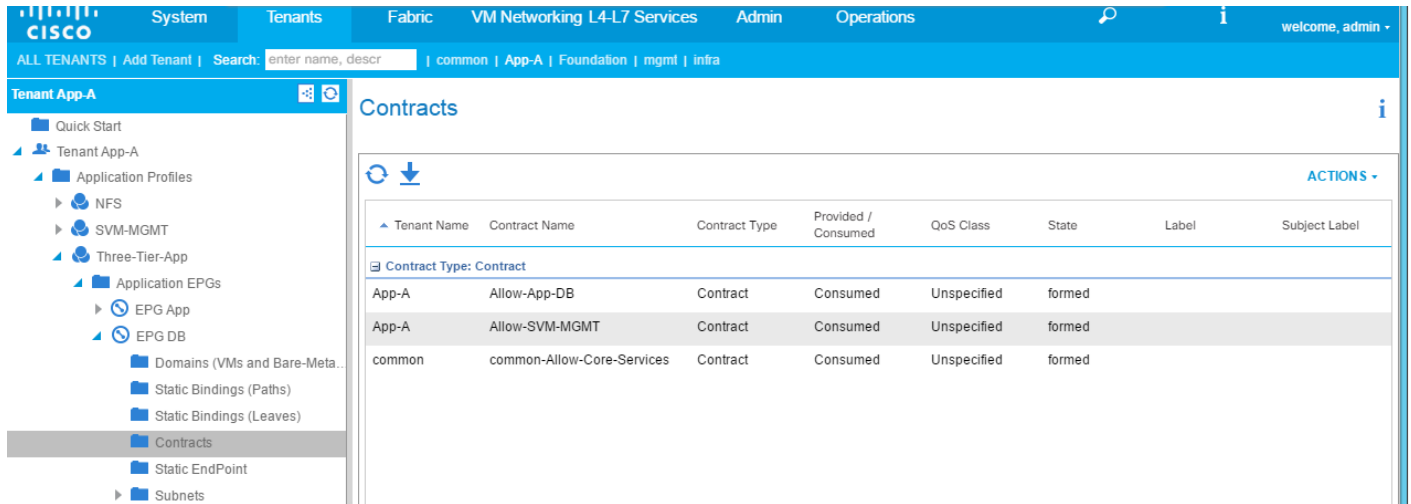 CISCO System Tenants Fabric VM Networking L4-L7 Services Admin Operations i welcome, admin
ALL TENANTS | Add Tenant | Search: enter name, descr | common | App-A | Foundation | mgmt | infra
Tenant App-A
Quick Start
Tenant App-A
Application Profiles
NFS
SVM-MGMT
Three-Tier-App
Application EPGs
EPG App
EPG DB
Domains (VMs and Bare-Meta...
Static Bindings (Paths)
Static Bindings (Leaves)
Contracts
Static EndPoint
Subnets
Contracts i
ACTIONS
Tenant Name Contract Name Contract Type Provided / Consumed QoS Class State Label Subject Label
Contract Type: Contract
App-A Allow-App-DB Contract Consumed Unspecified formed
App-A Allow-SVM-MGMT Contract Consumed Unspecified formed
common common-Allow-Core-Services Contract Consumed Unspecified formed